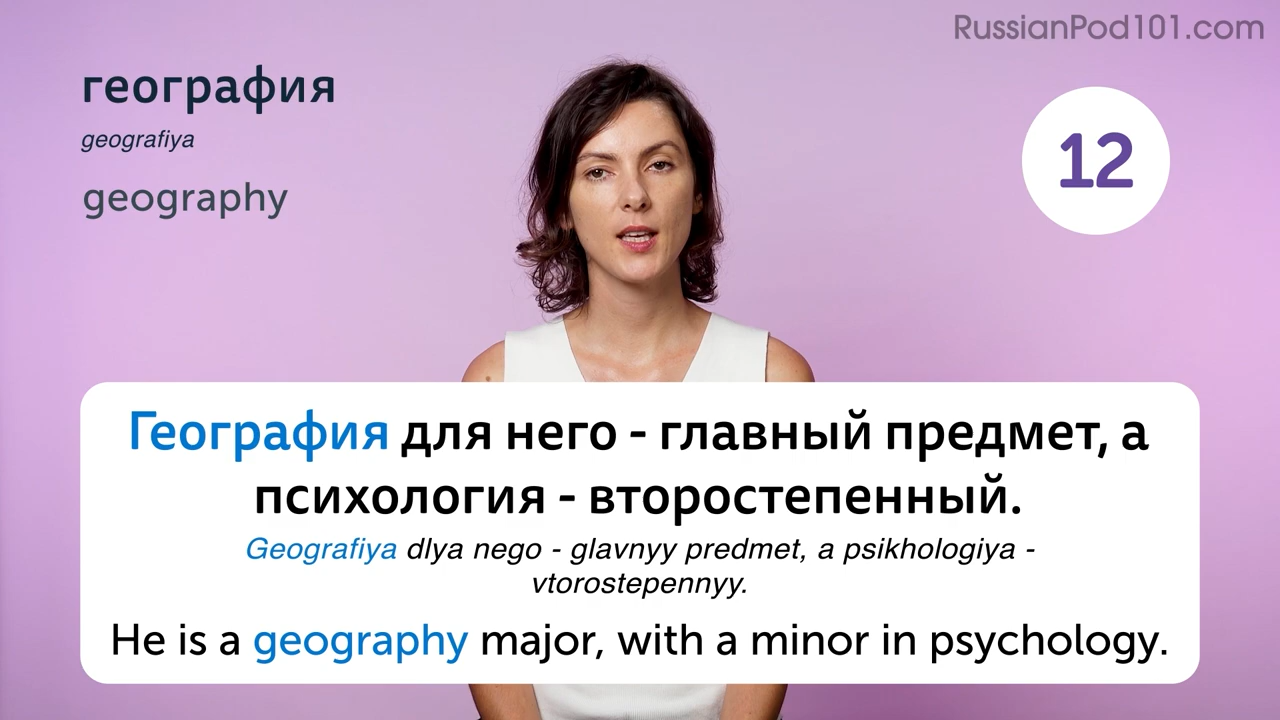 RussianPod101.com
география
geografiya
geography
12
География для него - главный предмет, а
психология - второстепенный.
Geografiya dlya nego - glavnyy predmet, a psikhologiya -
vtorostepennyy.
He is a geography major, with a minor in psychology.